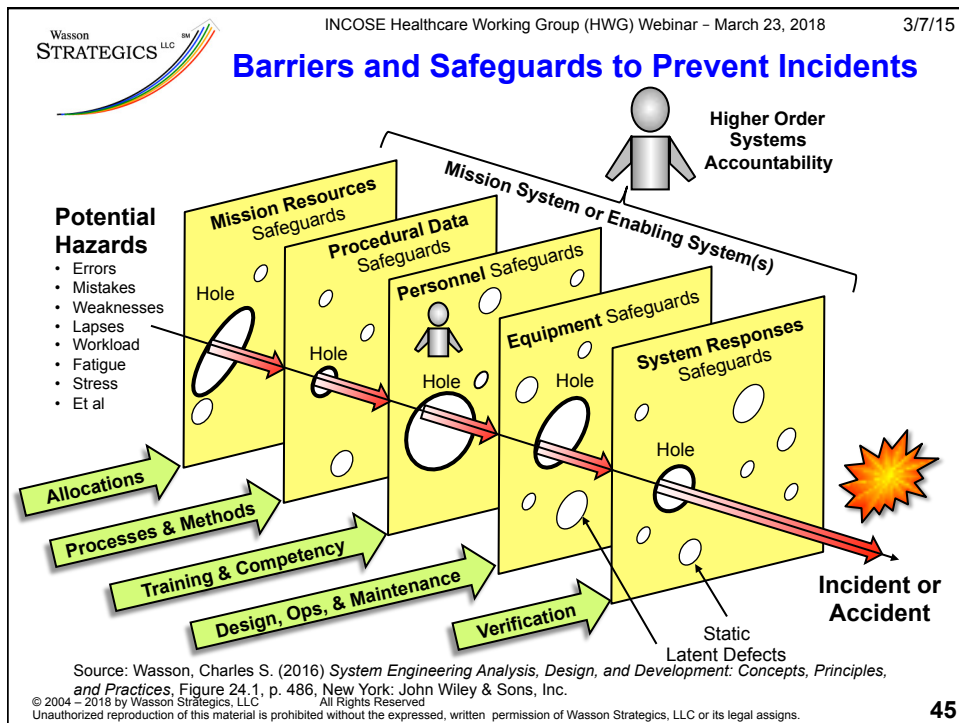 INCOSE Healthcare Working Group (HWG) Webinar – March 23, 2018
3/7/15
Wasson
STRATEGICS LLC SM
Barriers and Safeguards to Prevent Incidents
Higher Order
Systems
Accountability
Mission System or Enabling System(s)
Mission Resources
Safeguards
Procedural Data
Safeguards
Personnel Safeguards
Equipment Safeguards
System Responses
Safeguards
Potential
Hazards
• Errors
• Mistakes
• Weaknesses
• Lapses
• Workload
• Fatigue
• Stress
• Et al
Hole
Hole
Hole
Hole
Hole
Allocations
Processes & Methods
Training & Competency
Design, Ops, & Maintenance
Verification
Static
Latent Defects
Incident or
Accident
Source: Wasson, Charles S. (2016) System Engineering Analysis, Design, and Development: Concepts, Principles,
and Practices, Figure 24.1, p. 486, New York: John Wiley & Sons, Inc.
© 2004 – 2018 by Wasson Strategics, LLC All Rights Reserved
Unauthorized reproduction of this material is prohibited without the expressed, written permission of Wasson Strategics, LLC or its legal assigns.
45